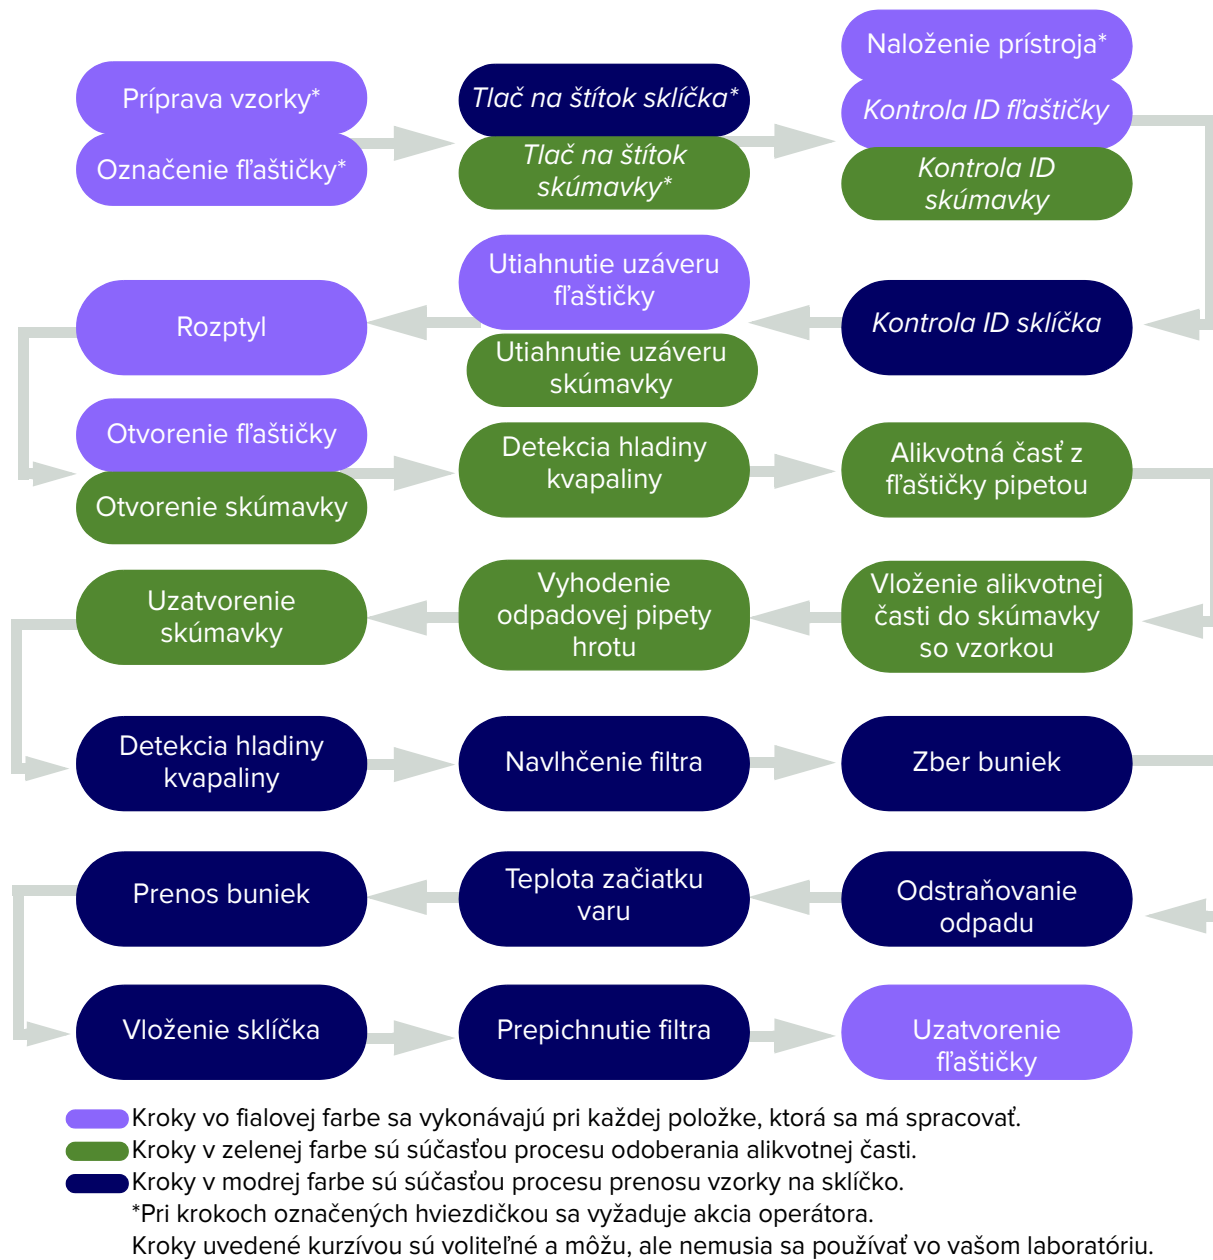 Príprava vzorky*
Označenie fľaštičky*
Tlač na štítok sklíčka*
Tlač na štítok
skúmavky*
Naloženie prístroja*
Kontrola ID fľaštičky
Kontrola ID
skúmavky
Kontrola ID sklíčka
Utiahnutie uzáveru
fľaštičky
Utiahnutie uzáveru
skúmavky
Rozptyl
Otvorenie fľaštičky
Otvorenie skúmavky
Detekcia hladiny
kvapaliny
Alikvotná časť z
fľaštičky pipetou
Vloženie alikvotnej
časti do skúmavky
so vzorkou
Vyhodenie
odpadovej pipety
hrotu
Uzatvorenie
skúmavky
Detekcia hladiny
kvapaliny
Navlhčenie filtra
Zber buniek
Odstraňovanie
odpadu
Teplota začiatku
varu
Prenos buniek
Vloženie sklíčka
Prepichnutie filtra
Uzatvorenie
fľaštičky
Kroky vo fialovej farbe sa vykonávajú pri každej položke, ktorá sa má spracovať.
Kroky v zelenej farbe sú súčasťou procesu odoberania alikvotnej časti.
Kroky v modrej farbe sú súčasťou procesu prenosu vzorky na sklíčko.
*Pri krokoch označených hviezdičkou sa vyžaduje akcia operátora.
Kroky uvedené kurzívou sú voliteľné a môžu, ale nemusia sa používať vo vašom laboratóriu.